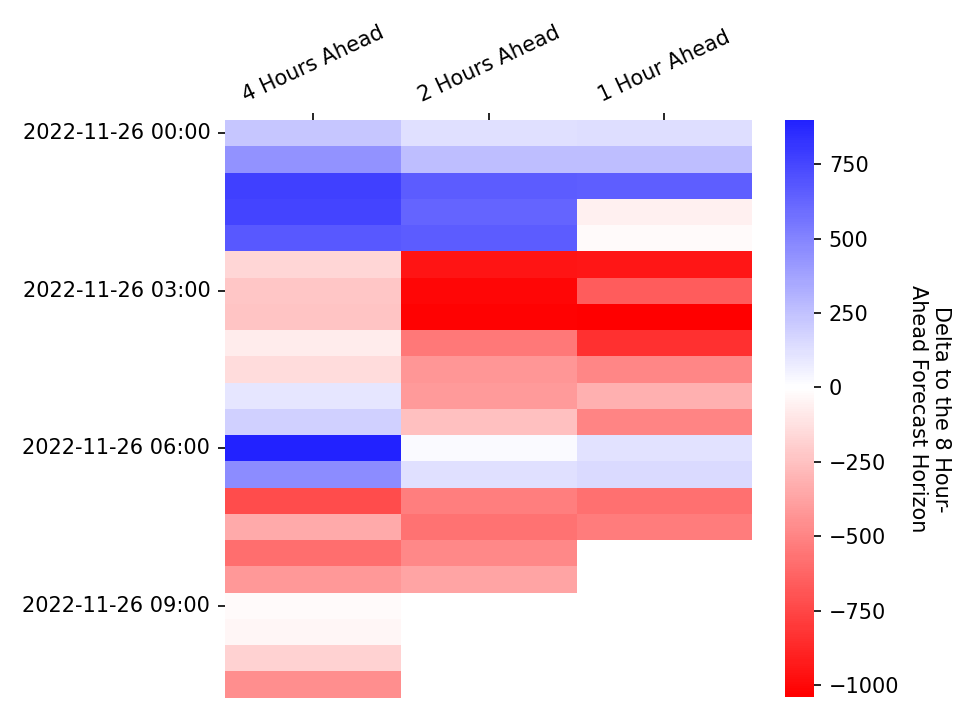 4 Hours Ahead
2 Hours Ahead
1 Hour Ahead
2022-11-26 00:00
2022-11-26 03:00
2022-11-26 06:00
2022-11-26 09:00
750
500
250
0
−250
−500
−750
−1000
Delta to the 8 Hour-
Ahead Forecast Horizon